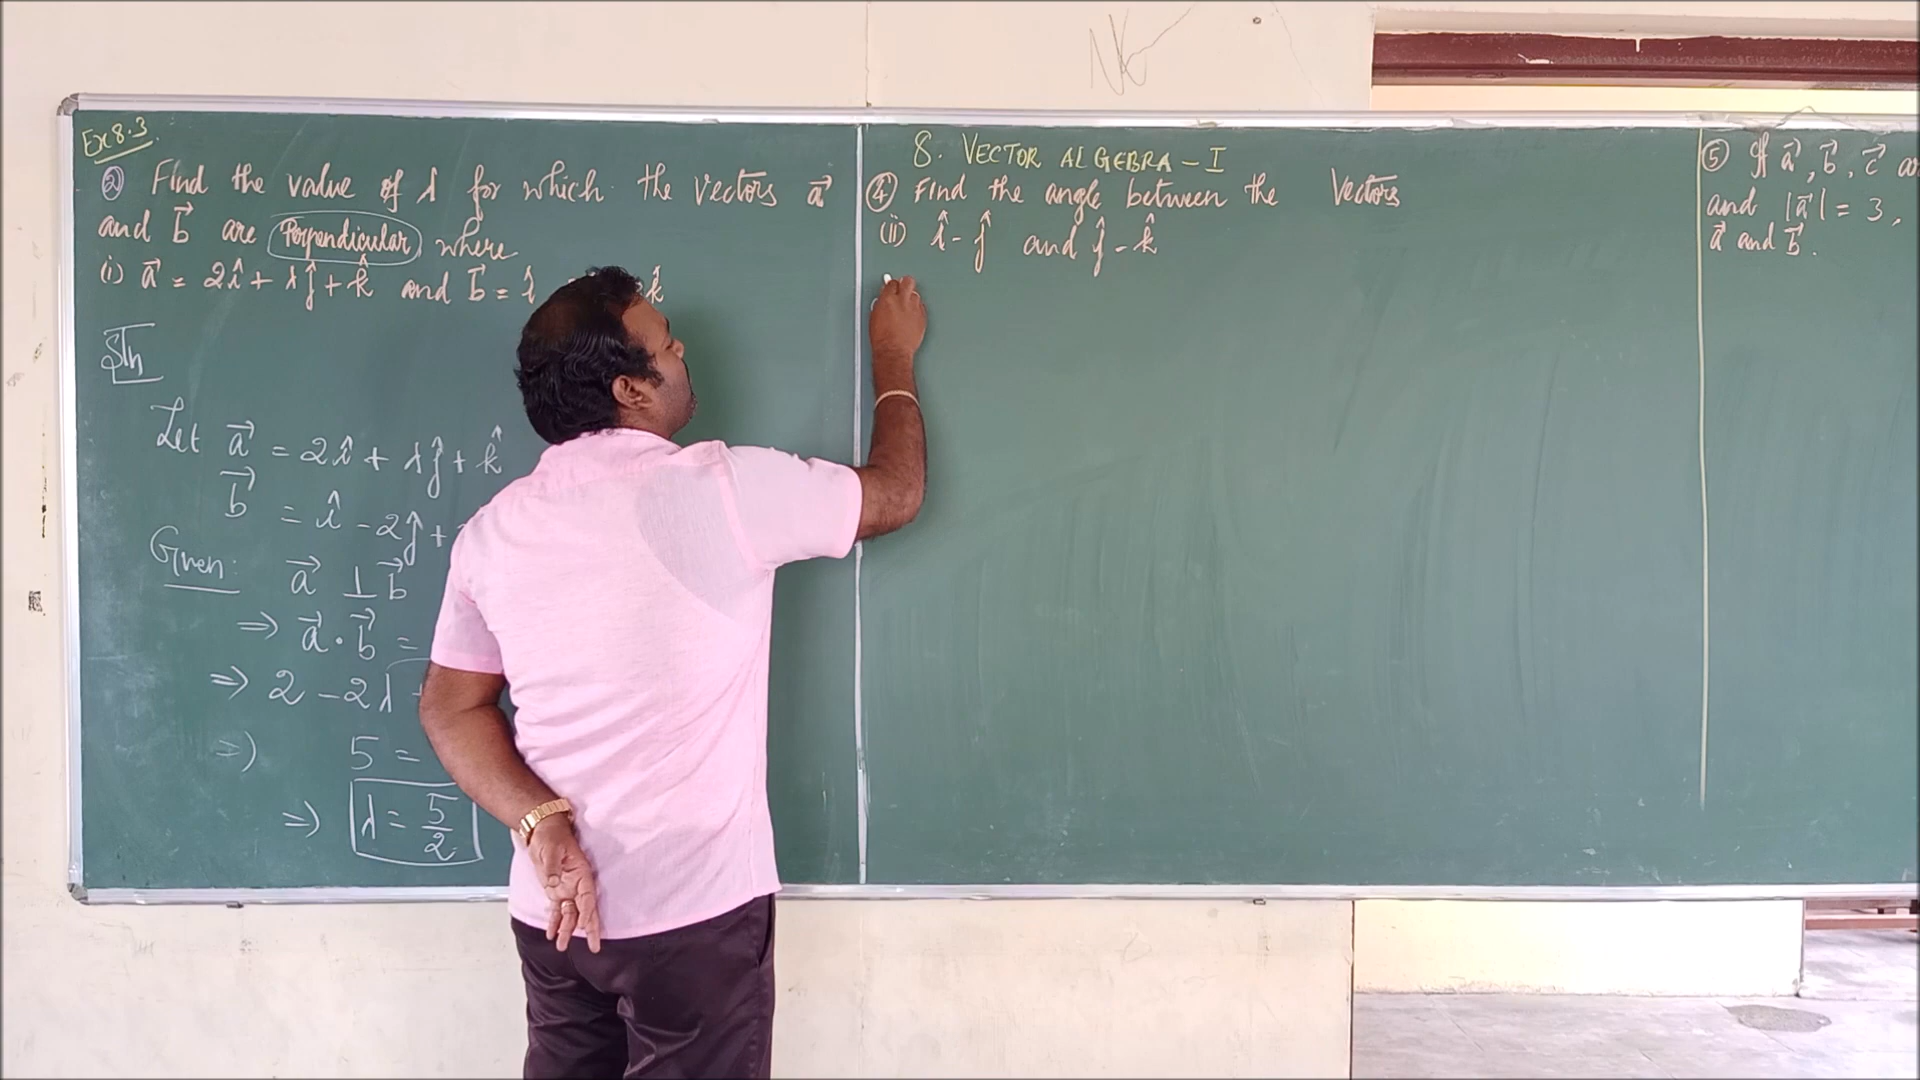 Ex 8.3.
② Find the value of λ for which the vectors a⃗
and b⃗ are Perpendicular where
(i) a⃗ = 2î + λĵ + k̂ and b⃗ = î k̂
Soln
Let a⃗ = 2î + λĵ + k̂
b⃗ = î - 2ĵ +
Given: a⃗ ⊥ b⃗
⇒ a⃗ · b⃗ =
⇒ 2 - 2λ +
⇒ 5 =
⇒ λ = 5/2
8. VECTOR ALGEBRA - I
④ Find the angle between the Vectors
(ii) î - ĵ and ĵ - k̂
⑤ If a⃗, b⃗, c⃗
and |a⃗| = 3,
a⃗ and b⃗.
NK